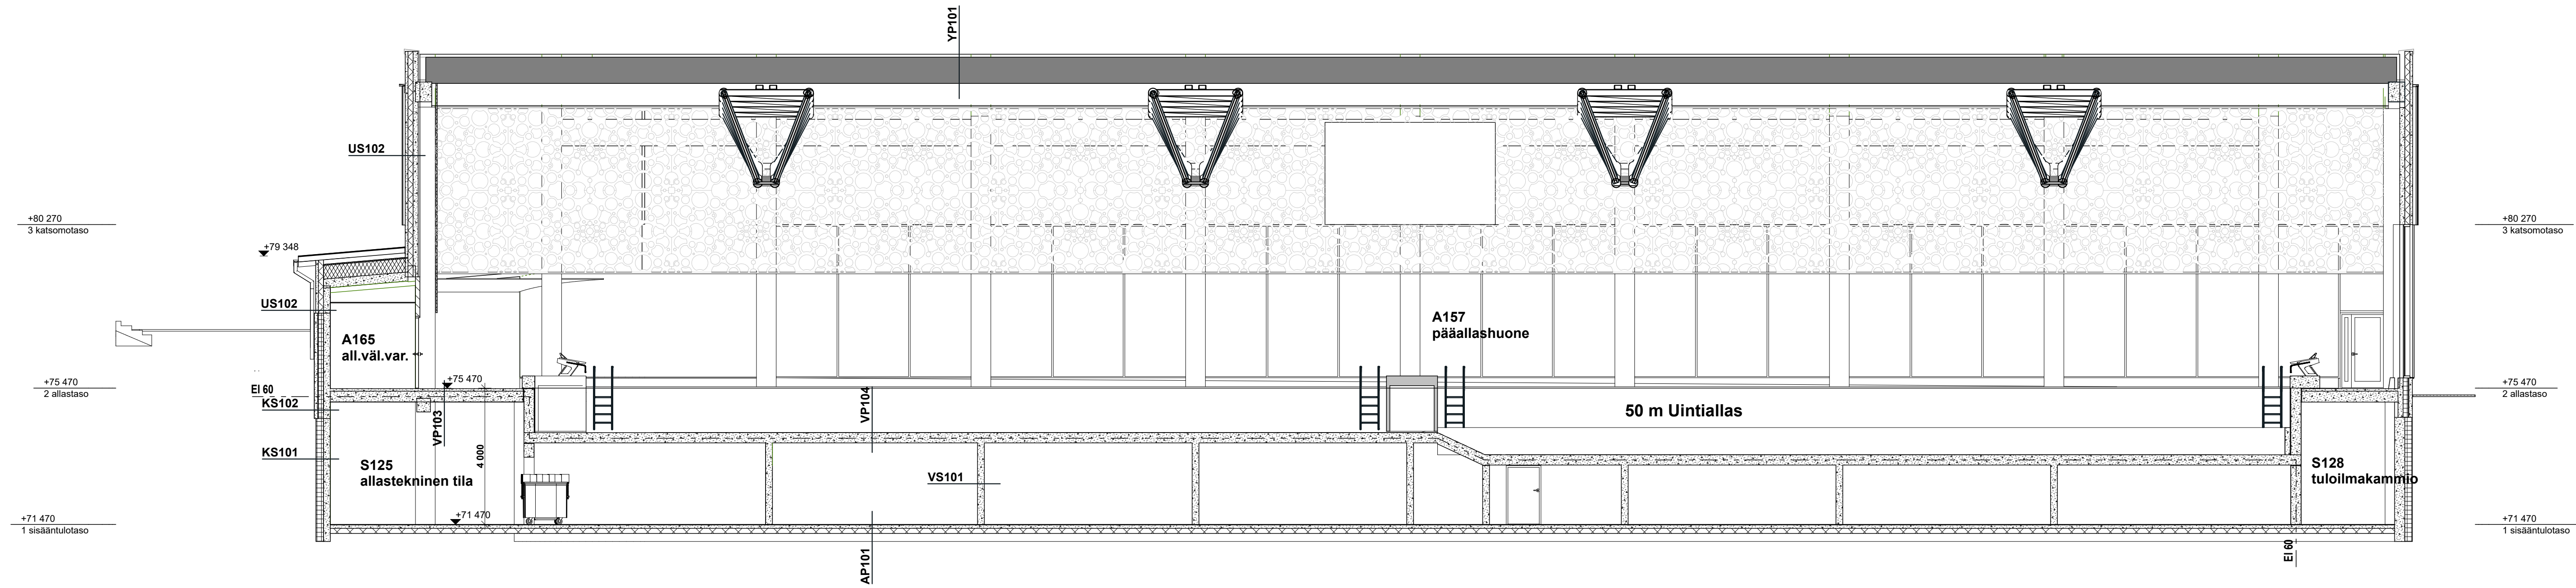 YP101
US102
+80 270
3 katsomotaso
+80 270
3 katsomotaso
+79 348
US102
A165
all.väl.var.
A157
pääallashuone
+75 470
2 allastaso
EI 60
+75 470
+75 470
2 allastaso
KS102
VP103
VP104
50 m Uintiallas
KS101
S125
allastekninen tila
4 000
VS101
S128
tuloilmakammio
+71 470
1 sisääntulotaso
+71 470
+71 470
1 sisääntulotaso
AP101
EI 60